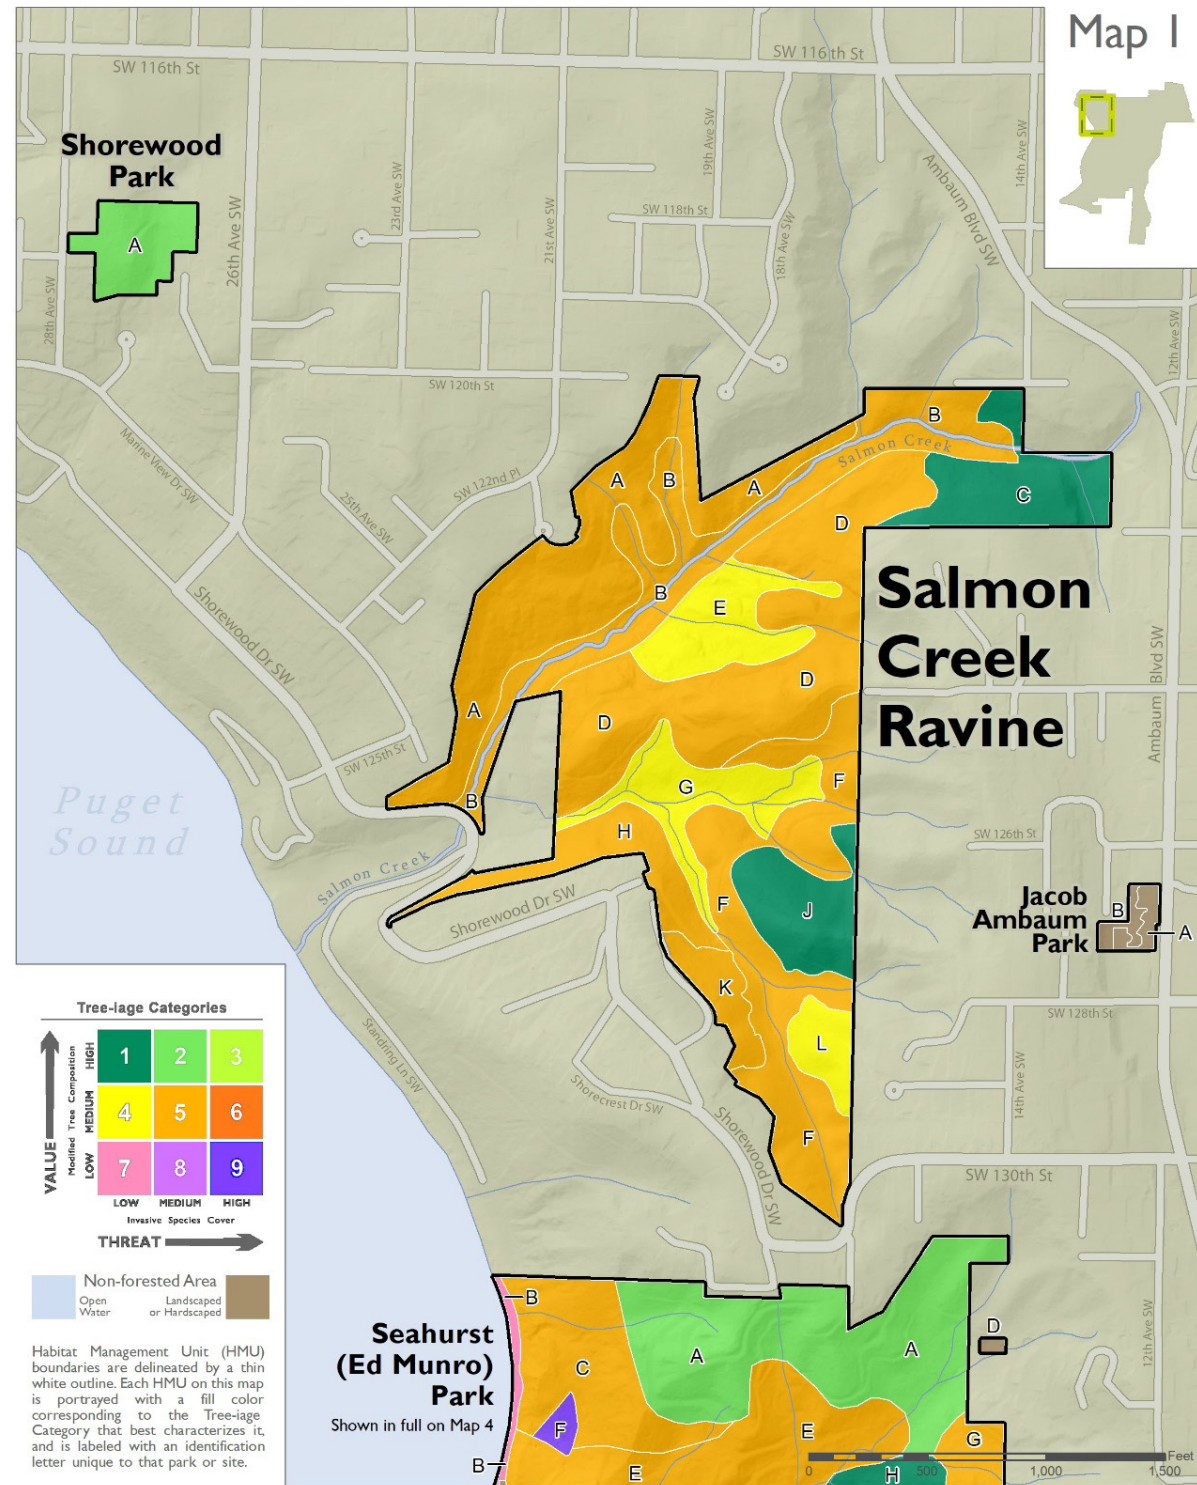 Map 1
SW 116th St
SW 116th St
Shorewood
Park
A
28th Ave SW
26th Ave SW
23rd Ave SW
21st Ave SW
19th Ave SW
SW 118th St
18th Ave SW
Ambaum Blvd SW
14th Ave SW
12th Ave SW
SW 120th St
Marine View Dr SW
25th Ave SW
SW 122nd Pl
Shorewood Dr SW
SW 125th St
A
B
A
B
Salmon Creek
C
D
B
E
D
A
D
B
G
F
H
F
J
K
L
F
Salmon
Creek
Ravine
Ambaum Blvd SW
Puget
Sound
Salmon Creek
Shorewood Dr SW
SW 126th St
Jacob
Ambaum
Park
B
A
SW 128th St
14th Ave SW
Standring Ln SW
Shorecrest Dr SW
Shorewood Dr SW
SW 130th St
12th Ave SW
Tree-iage Categories
VALUE
Modified Tree Composition
HIGH
MEDIUM
LOW
1 2 3
4 5 6
7 8 9
LOW MEDIUM HIGH
Invasive Species Cover
THREAT
Non-forested Area
Open
Water
Landscaped
or Hardscaped
Habitat Management Unit (HMU)
boundaries are delineated by a thin
white outline. Each HMU on this map
is portrayed with a fill color
corresponding to the Tree-iage
Category that best characterizes it,
and is labeled with an identification
letter unique to that park or site.
Seahurst
(Ed Munro)
Park
Shown in full on Map 4
B
C
A
A
D
F
E
G
B
E
H
Feet
0 500 1,000 1,500